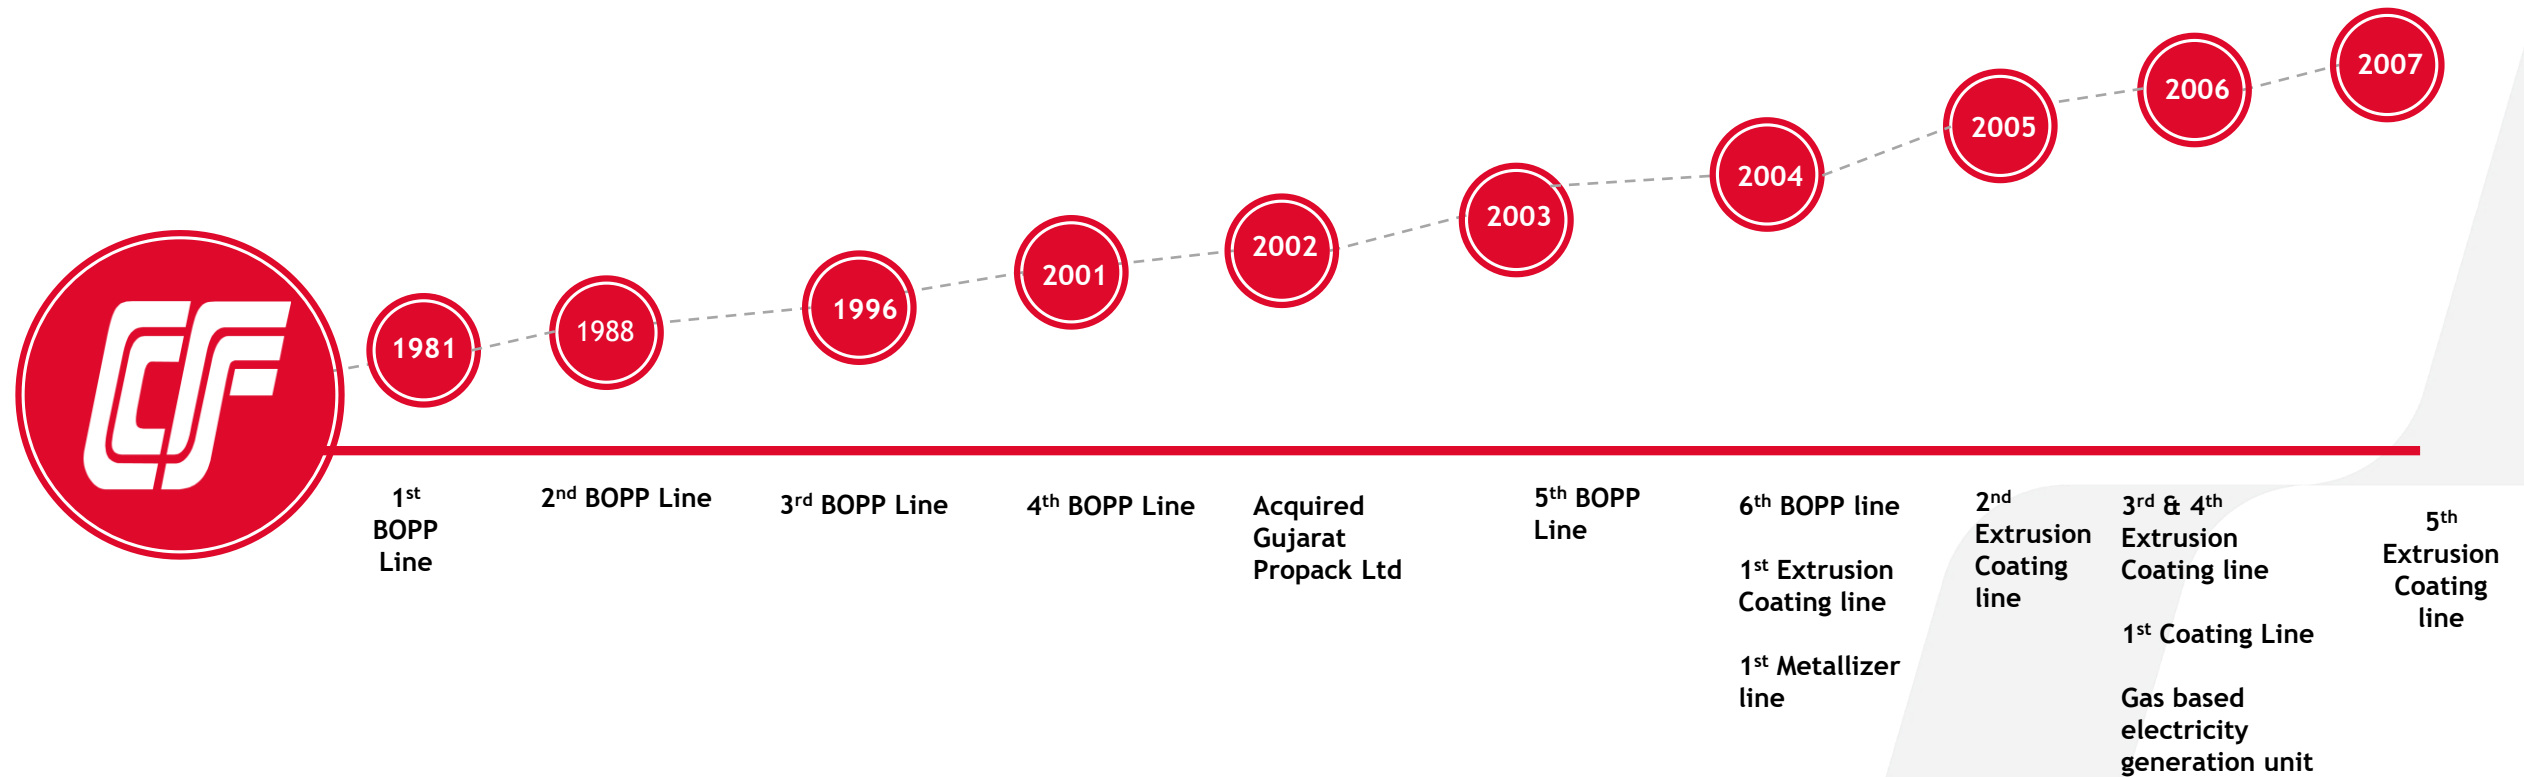 1981
1988
1996
2001
2002
2003
2004
2005
2006
2007
1st
BOPP
Line
2nd BOPP Line
3rd BOPP Line
4th BOPP Line
Acquired
Gujarat
Propack Ltd
5th BOPP
Line
6th BOPP line
1st Extrusion
Coating line
1st Metallizer
line
2nd
Extrusion
Coating
line
3rd & 4th
Extrusion
Coating line
1st Coating Line
Gas based
electricity
generation unit
5th
Extrusion
Coating
line